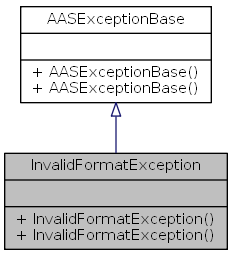 AASExceptionBase
+ AASExceptionBase()
+ AASExceptionBase()
InvalidFormatException
+ InvalidFormatException()
+ InvalidFormatException()